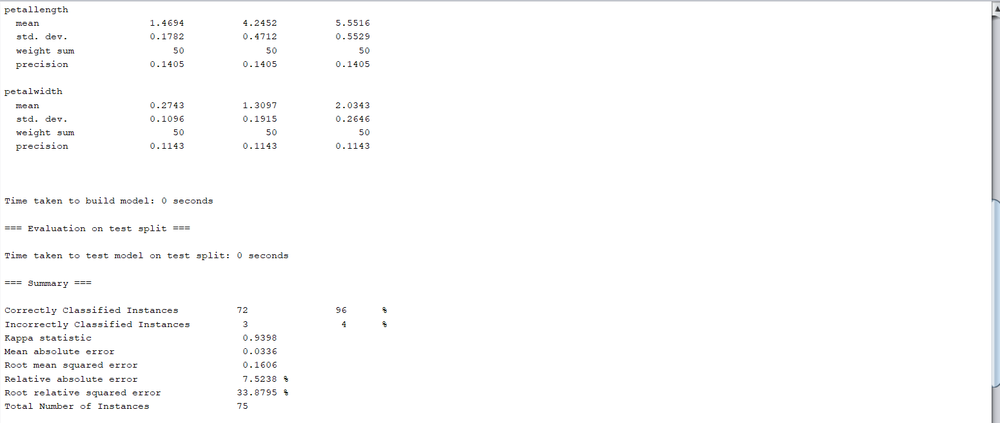 petallength
  mean                   1.4694          4.2452          5.5516
  std. dev.              0.1782          0.4712          0.5529
  weight sum                 50              50              50
  precision              0.1405          0.1405          0.1405
petalwidth
  mean                   0.2743          1.3097          2.0343
  std. dev.              0.1096          0.1915          0.2646
  weight sum                 50              50              50
  precision              0.1143          0.1143          0.1143
Time taken to build model: 0 seconds
=== Evaluation on test split ===
Time taken to test model on test split: 0 seconds
=== Summary ===
Correctly Classified Instances          72               96      %
Incorrectly Classified Instances         3                4      %
Kappa statistic                          0.9398
Mean absolute error                      0.0336
Root mean squared error                  0.1606
Relative absolute error                  7.5238 %
Root relative squared error             33.8795 %
Total Number of Instances               75